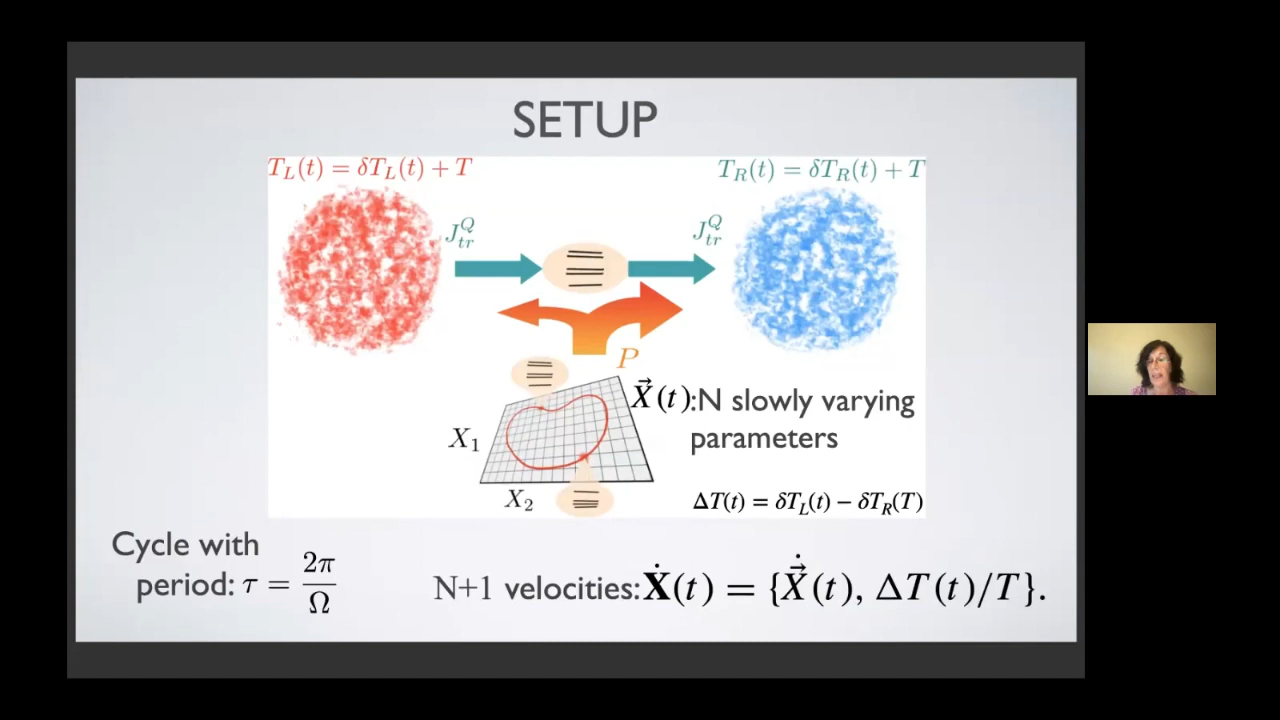 SETUP
T_L(t) = δT_L(t) + T
T_R(t) = δT_R(t) + T
J^Q_tr
J^Q_tr
P
X⃗(t):N slowly varying
parameters
X_1
X_2
ΔT(t) = δT_L(t) − δT_R(T)
Cycle with
period: τ = 2π/Ω
N+1 velocities: Ẋ(t) = {Ẋ⃗(t), ΔT(t)/T}.